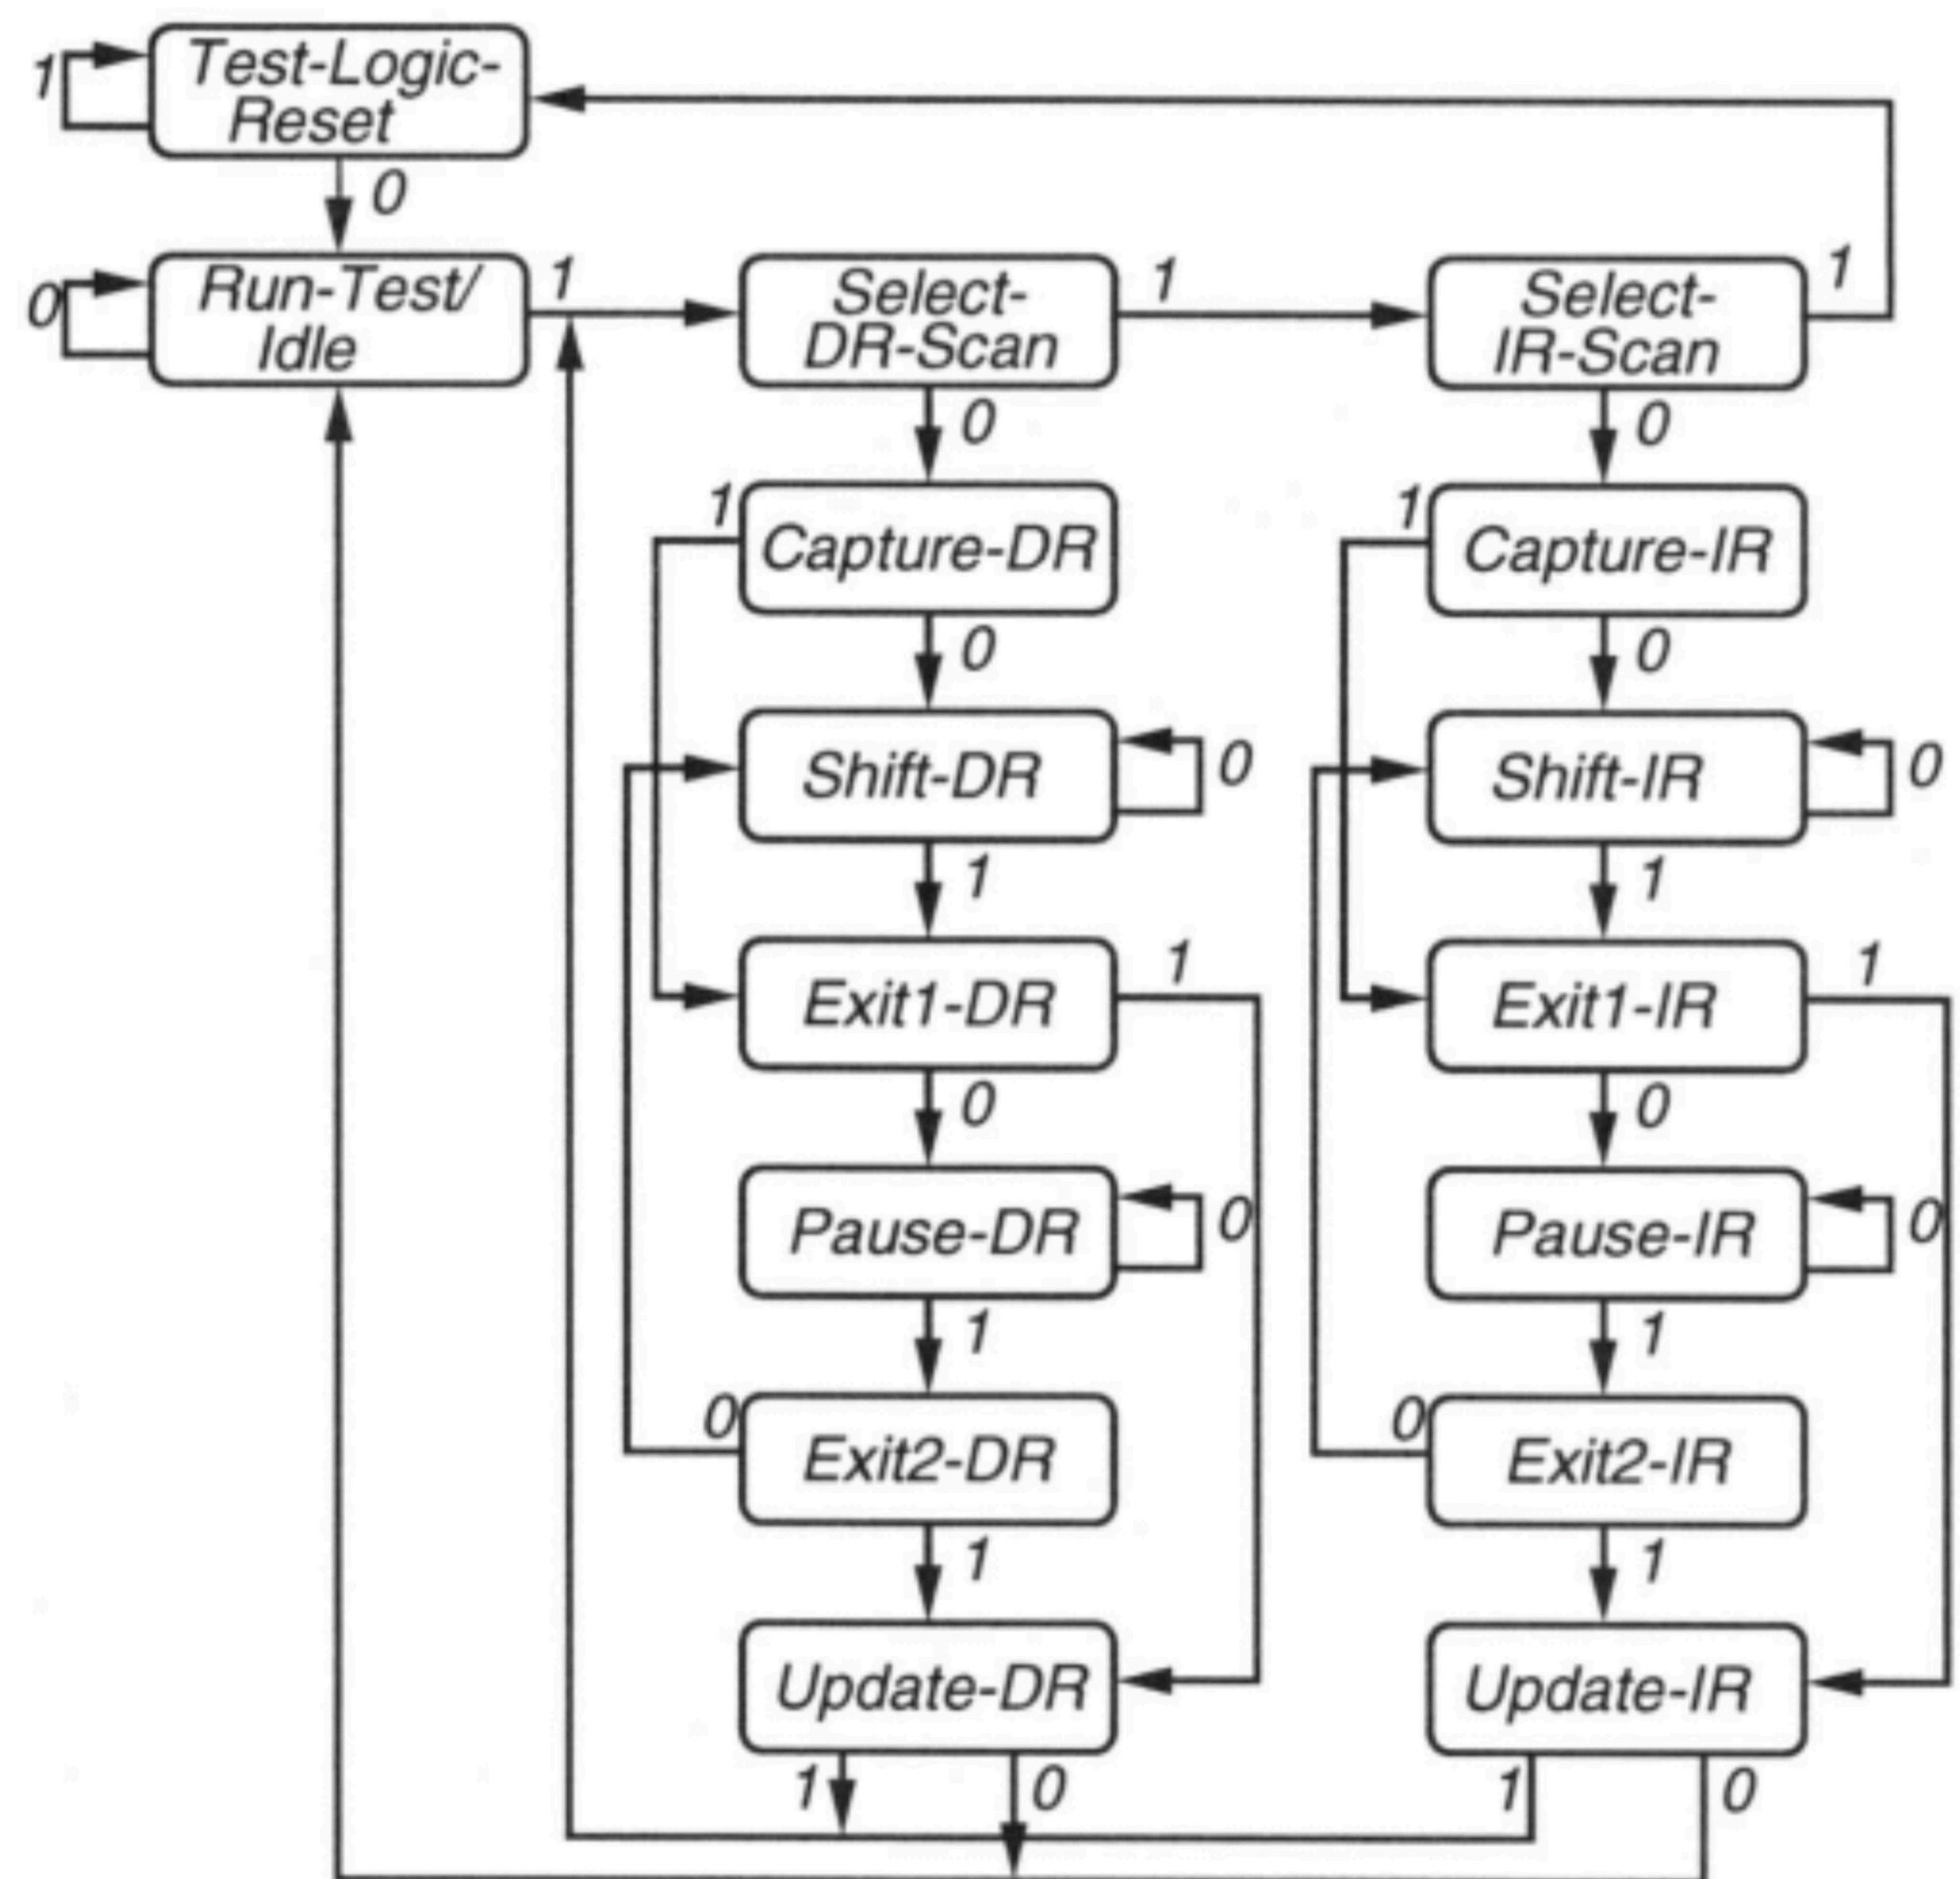 Test-Logic-
Reset
1
0
Run-Test/
Idle
0
1
Select-
DR-Scan
1
Select-
IR-Scan
1
0
0
1
Capture-DR
1
Capture-IR
0
0
Shift-DR
0
Shift-IR
0
1
1
Exit1-DR
1
Exit1-IR
1
0
0
Pause-DR
0
Pause-IR
0
1
1
0
Exit2-DR
0
Exit2-IR
1
1
Update-DR
Update-IR
1
0
1
0